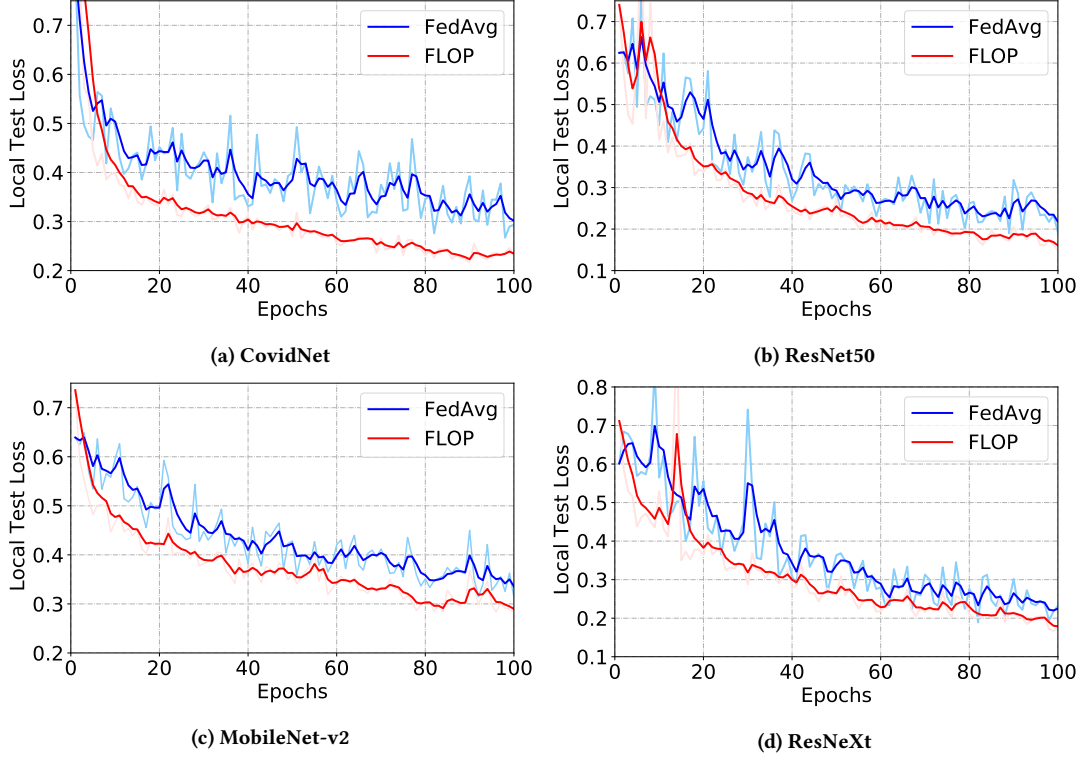 0.7
0.6
0.5
0.4
0.3
0.2
0 20 40 60 80 100
Local Test Loss
Epochs
FedAvg
FLOP
(a) CovidNet
0.7
0.6
0.5
0.4
0.3
0.2
0.1
0 20 40 60 80 100
Local Test Loss
Epochs
FedAvg
FLOP
(b) ResNet50
0.7
0.6
0.5
0.4
0.3
0.2
0 20 40 60 80 100
Local Test Loss
Epochs
FedAvg
FLOP
(c) MobileNet-v2
0.8
0.7
0.6
0.5
0.4
0.3
0.2
0.1
0 20 40 60 80 100
Local Test Loss
Epochs
FedAvg
FLOP
(d) ResNeXt